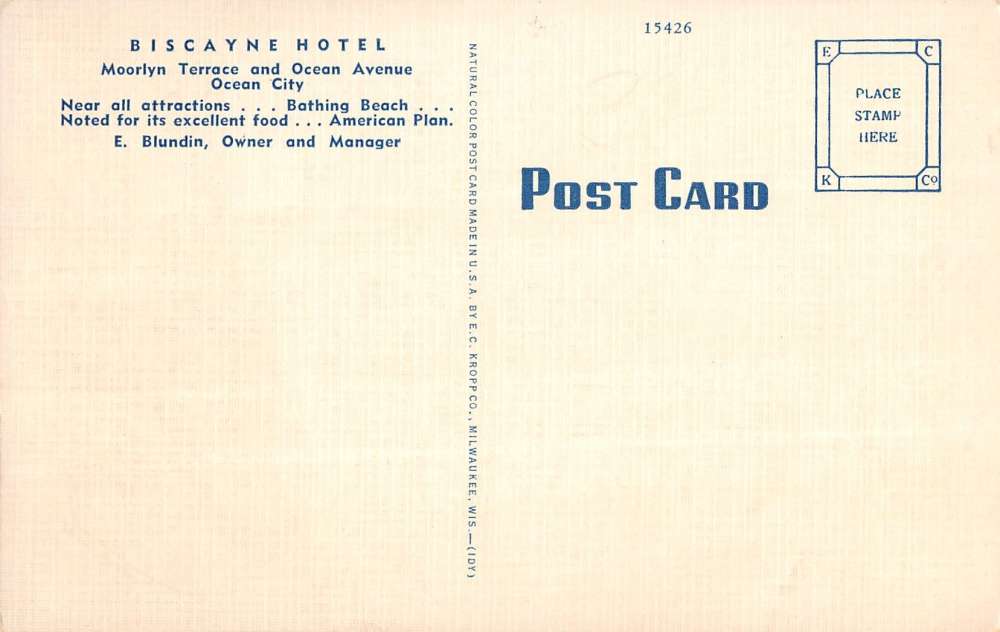 BISCAYNE HOTEL
Moorlyn Terrace and Ocean Avenue
Ocean City
Near all attractions . . . Bathing Beach . . .
Noted for its excellent food . . . American Plan.
E. Blundin, Owner and Manager
NATURAL COLOR POST CARD MADE IN U.S.A. BY E.C. KROPP CO., MILWAUKEE, WIS.—(IDY)
15426
POST CARD
E C
PLACE
STAMP
HERE
K Co